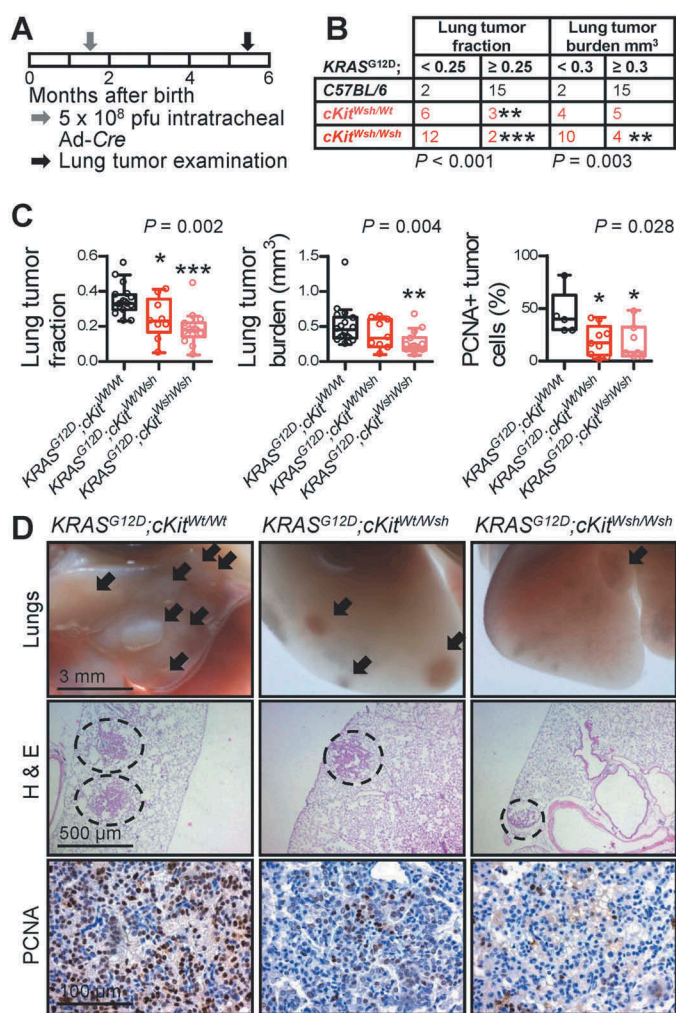 A
0 2 4 6
Months after birth
5 x 10⁸ pfu intratracheal
Ad-Cre
Lung tumor examination
B
Lung tumor fraction Lung tumor burden mm³
KRASᴳ¹²ᴰ; < 0.25 ≥ 0.25 < 0.3 ≥ 0.3
C57BL/6 2 15 2 15
cKitWsh/Wt 6 3** 4 5
cKitWsh/Wsh 12 2*** 10 4**
P < 0.001 P = 0.003
C
P = 0.002
Lung tumor
fraction
0.6
0.4
0.2
0.0
*
***
KRASG12D;cKitWt/Wt
KRASG12D;cKitWt/Wsh
KRASG12D;cKitWshWsh
P = 0.004
Lung tumor
burden (mm³)
1.5
1.0
0.5
0.0
**
KRASG12D;cKitWt/Wt
KRASG12D;cKitWt/Wsh
KRASG12D;cKitWshWsh
P = 0.028
PCNA+ tumor
cells (%)
100
50
0
*
*
KRASG12D;cKitWt/Wt
KRASG12D;cKitWt/Wsh
KRASG12D;cKitWshWsh
D
KRASG12D;cKitWt/Wt KRASG12D;cKitWt/Wsh KRASG12D;cKitWsh/Wsh
Lungs
3 mm
H & E
500 µm
PCNA
100 µm